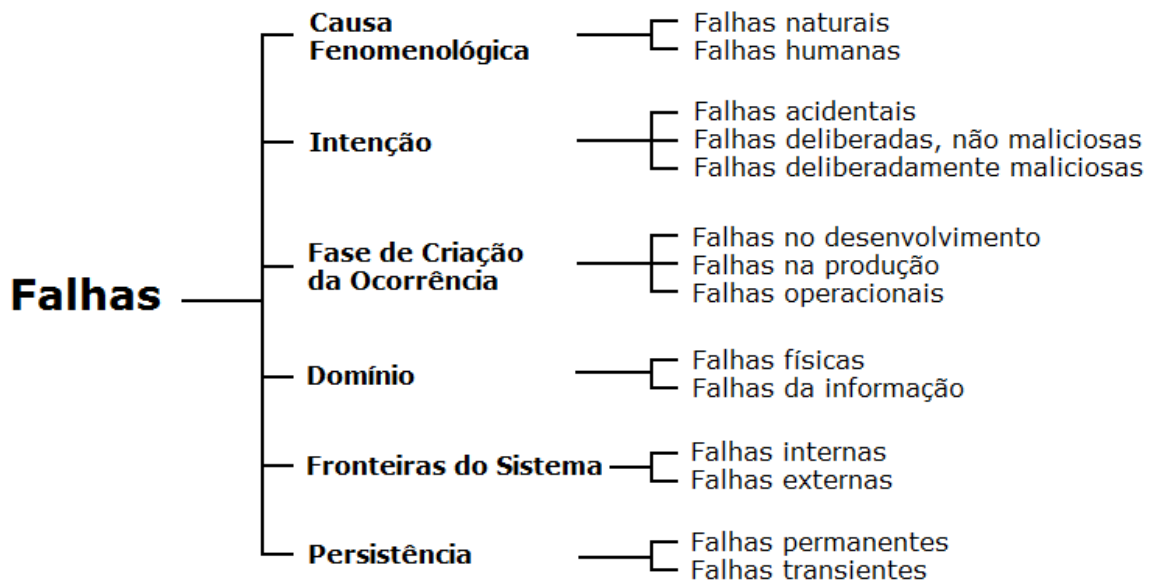 Falhas
Causa
Fenomenológica
Falhas naturais
Falhas humanas
Intenção
Falhas acidentais
Falhas deliberadas, não maliciosas
Falhas deliberadamente maliciosas
Fase de Criação
da Ocorrência
Falhas no desenvolvimento
Falhas na produção
Falhas operacionais
Domínio
Falhas físicas
Falhas da informação
Fronteiras do Sistema
Falhas internas
Falhas externas
Persistência
Falhas permanentes
Falhas transientes